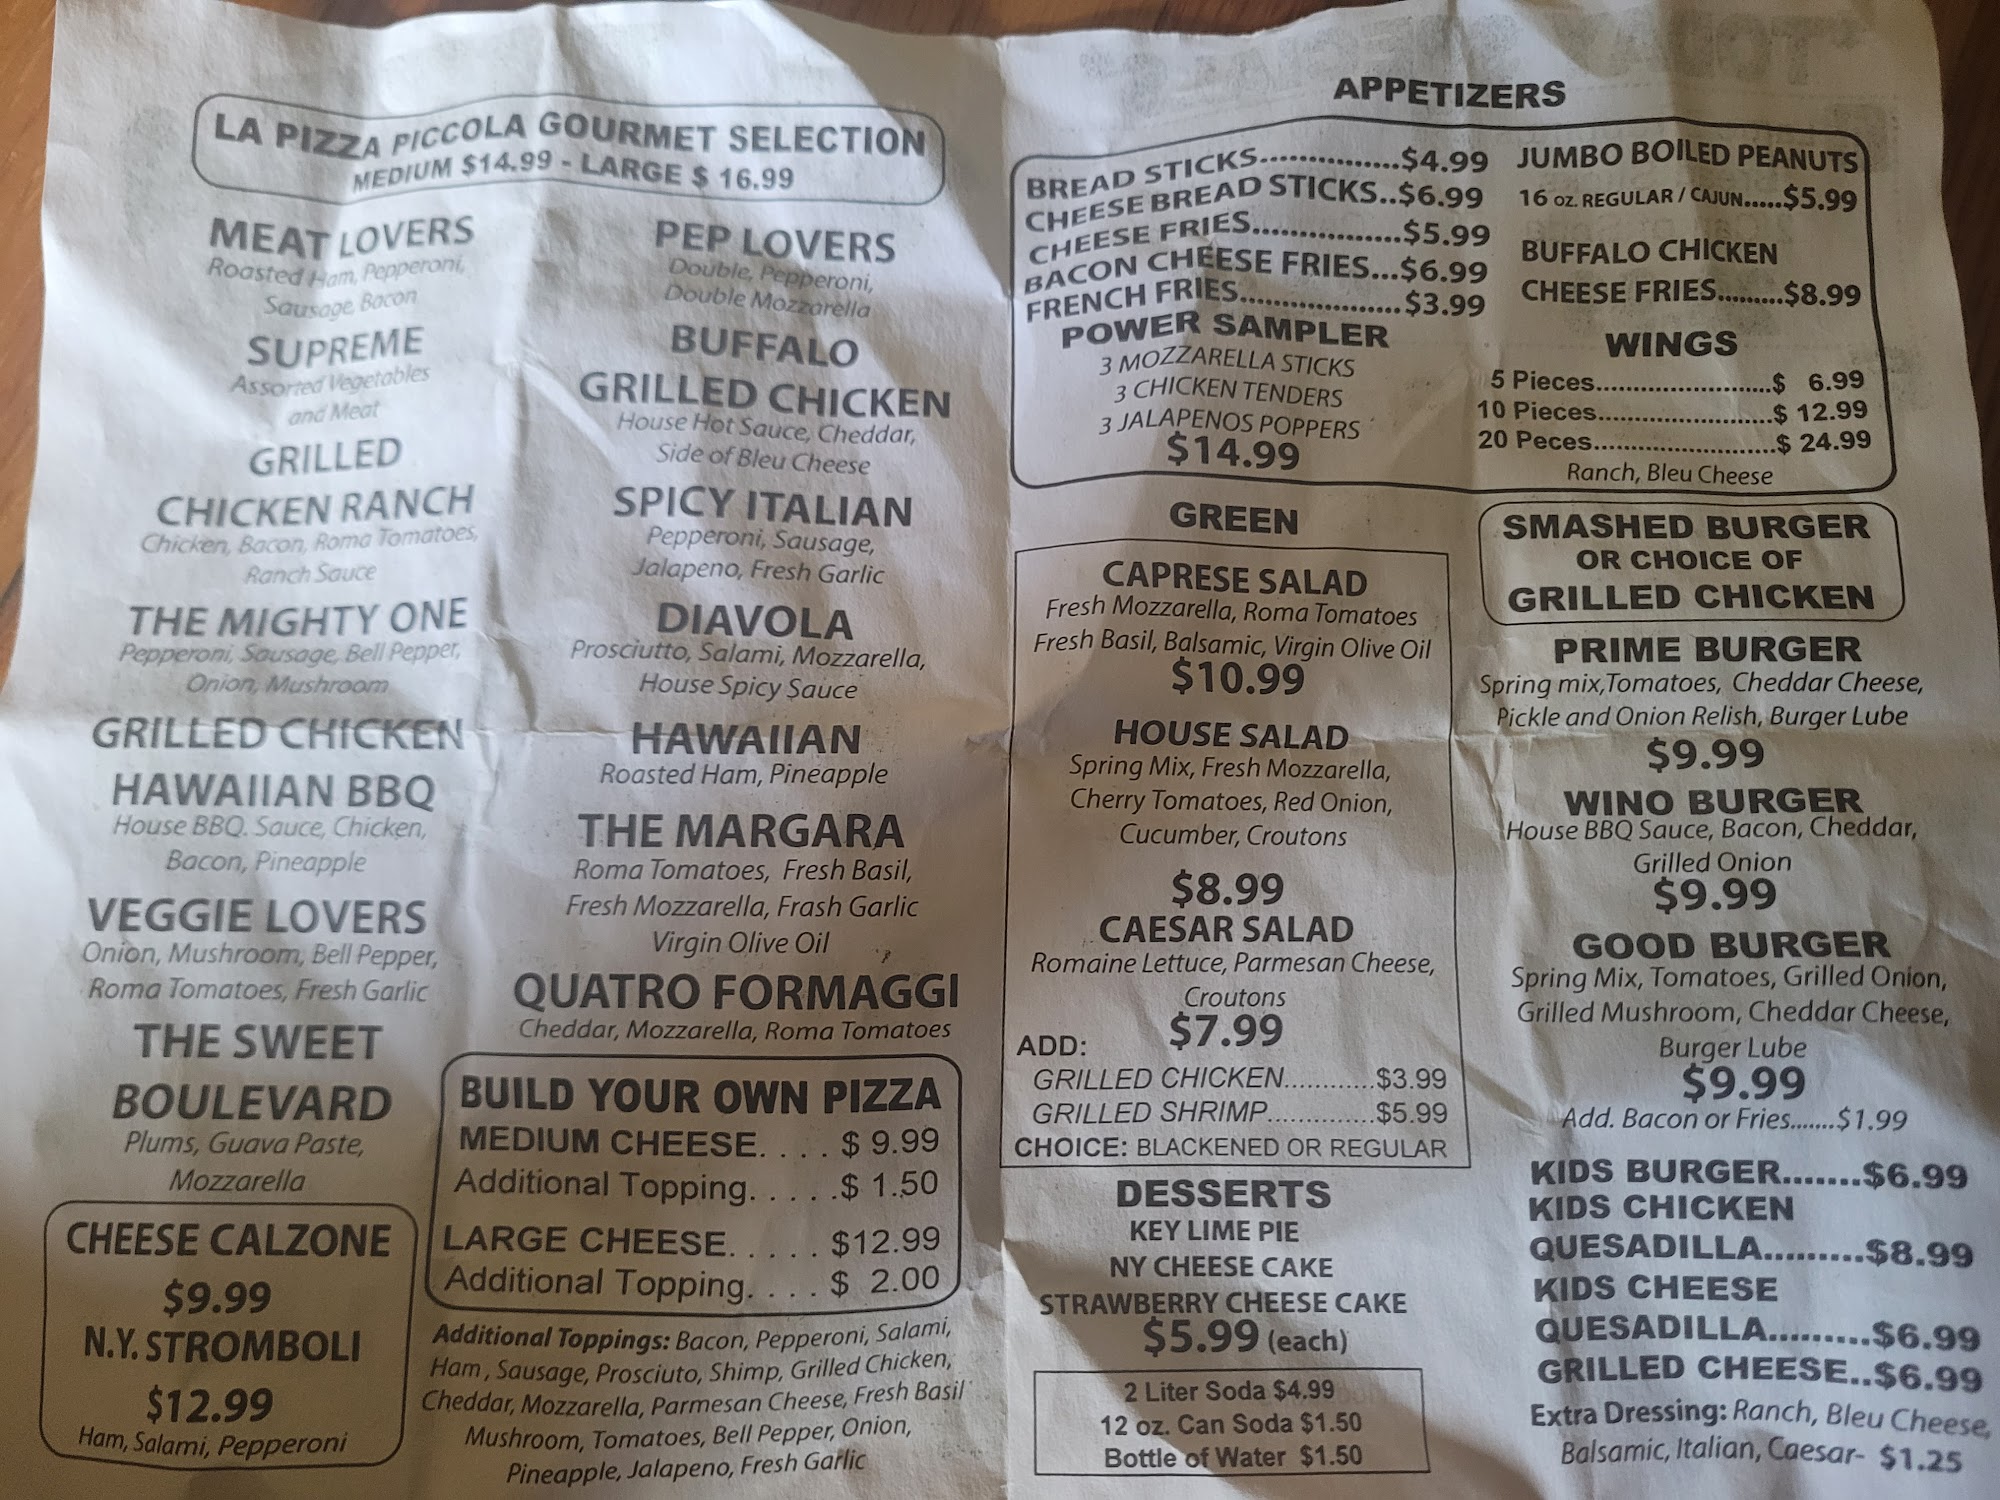 LA PIZZA PICCOLA GOURMET SELECTION
MEDIUM $14.99 - LARGE $ 16.99
MEAT LOVERS
Roasted Ham, Pepperoni,
Sausage Bacon
SUPREME
Assorted Vegetables
and Meat
GRILLED
CHICKEN RANCH
Chicken, Bacon, Roma Tomatoes,
Ranch Sauce
THE MIGHTY ONE
Pepperoni, Sausage, Bell Pepper,
Onion, Mushroom
GRILLED CHICKEN
HAWAIIAN BBQ
House BBQ. Sauce, Chicken,
Bacon, Pineapple
VEGGIE LOVERS
Onion, Mushroom, Bell Pepper,
Roma Tomatoes, Fresh Garlic
THE SWEET
BOULEVARD
Plums, Guava Paste,
Mozzarella
CHEESE CALZONE
$9.99
N.Y. STROMBOLI
$12.99
Ham, Salami, Pepperoni
PEP LOVERS
Double, Pepperoni,
Double Mozzarella
BUFFALO
GRILLED CHICKEN
House Hot Sauce, Cheddar,
Side of Bleu Cheese
SPICY ITALIAN
Pepperoni, Sausage,
Jalapeno, Fresh Garlic
DIAVOLA
Prosciutto, Salami, Mozzarella,
House Spicy Sauce
HAWAIIAN
Roasted Ham, Pineapple
THE MARGARA
Roma Tomatoes, Fresh Basil,
Fresh Mozzarella, Frash Garlic
Virgin Olive Oil
QUATRO FORMAGGI
Cheddar, Mozzarella, Roma Tomatoes
BUILD YOUR OWN PIZZA
MEDIUM CHEESE. . . . $ 9.99
Additional Topping. . . . .$ 1.50
LARGE CHEESE. . . . . $12.99
Additional Topping. . . . $ 2.00
Additional Toppings: Bacon, Pepperoni, Salami,
Ham, Sausage, Prosciuto, Shimp, Grilled Chicken,
Cheddar, Mozzarella, Parmesan Cheese, Fresh Basil
Mushroom, Tomatoes, Bell Pepper, Onion,
Pineapple, Jalapeno, Fresh Garlic
APPETIZERS
BREAD STICKS...............$4.99
CHEESE BREAD STICKS..$6.99
CHEESE FRIES.................$5.99
BACON CHEESE FRIES...$6.99
FRENCH FRIES..................$3.99
POWER SAMPLER
3 MOZZARELLA STICKS
3 CHICKEN TENDERS
3 JALAPENOS POPPERS
$14.99
JUMBO BOILED PEANUTS
16 oz. REGULAR / CAJUN.....$5.99
BUFFALO CHICKEN
CHEESE FRIES.........$8.99
WINGS
5 Pieces.......................$ 6.99
10 Pieces.......................$ 12.99
20 Peces........................$ 24.99
Ranch, Bleu Cheese
GREEN
CAPRESE SALAD
Fresh Mozzarella, Roma Tomatoes
Fresh Basil, Balsamic, Virgin Olive Oil
$10.99
HOUSE SALAD
Spring Mix, Fresh Mozzarella,
Cherry Tomatoes, Red Onion,
Cucumber, Croutons
$8.99
CAESAR SALAD
Romaine Lettuce, Parmesan Cheese,
Croutons
$7.99
ADD:
GRILLED CHICKEN............$3.99
GRILLED SHRIMP..............$5.99
CHOICE: BLACKENED OR REGULAR
DESSERTS
KEY LIME PIE
NY CHEESE CAKE
STRAWBERRY CHEESE CAKE
$5.99 (each)
2 Liter Soda $4.99
12 oz. Can Soda $1.50
Bottle of Water $1.50
SMASHED BURGER
OR CHOICE OF
GRILLED CHICKEN
PRIME BURGER
Spring mix,Tomatoes, Cheddar Cheese,
Pickle and Onion Relish, Burger Lube
$9.99
WINO BURGER
House BBQ Sauce, Bacon, Cheddar,
Grilled Onion
$9.99
GOOD BURGER
Spring Mix, Tomatoes, Grilled Onion,
Grilled Mushroom, Cheddar Cheese,
Burger Lube
$9.99
Add. Bacon or Fries.......$1.99
KIDS BURGER.......$6.99
KIDS CHICKEN
QUESADILLA.........$8.99
KIDS CHEESE
QUESADILLA.........$6.99
GRILLED CHEESE..$6.99
Extra Dressing: Ranch, Bleu Cheese,
Balsamic, Italian, Caesar- $1.25